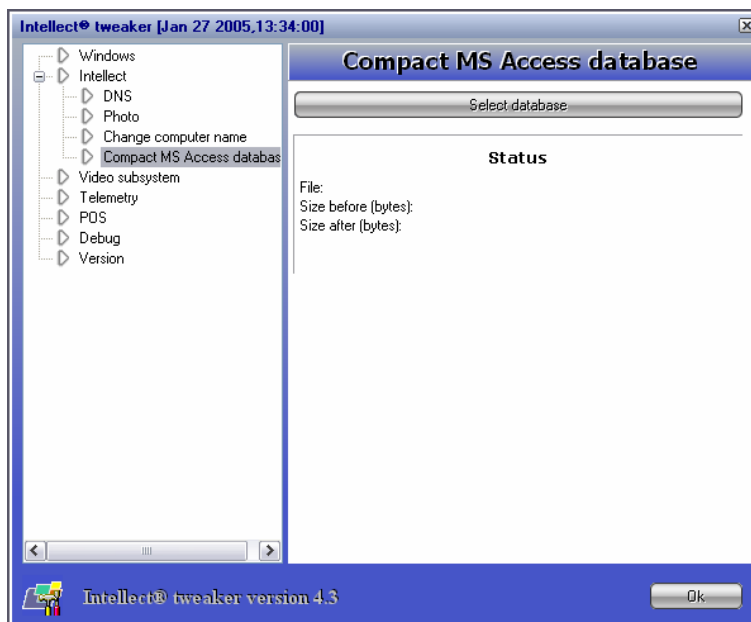 Intellect® tweaker [Jan 27 2005,13:34:00]
Windows
Intellect
DNS
Photo
Change computer name
Compact MS Access databas
Video subsystem
Telemetry
POS
Debug
Version
Compact MS Access database
Select database
Status
File:
Size before (bytes):
Size after (bytes):
Intellect® tweaker version 4.3
Ok